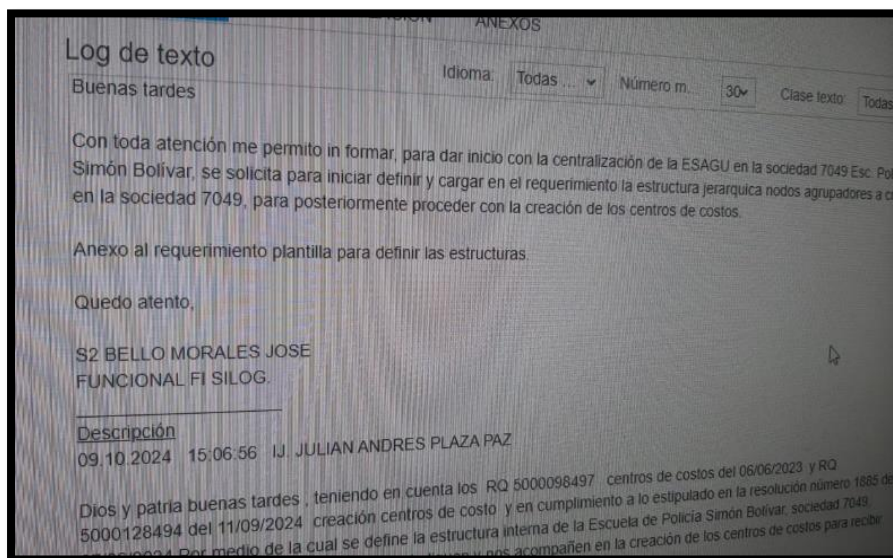 ANEXOS
Log de texto
Idioma: Todas ... Número m... 30 Clase texto: Todas
Buenas tardes
Con toda atención me permito in formar, para dar inicio con la centralización de la ESAGU en la sociedad 7049 Esc. Pol
Simón Bolívar, se solicita para iniciar definir y cargar en el requerimiento la estructura jerarquica nodos agrupadores a
en la sociedad 7049, para posteriormente proceder con la creación de los centros de costos.
Anexo al requerimiento plantilla para definir las estructuras.
Quedo atento,
S2 BELLO MORALES JOSE
FUNCIONAL FI SILOG.
Descripción
09.10.2024 15:06:56 IJ. JULIAN ANDRES PLAZA PAZ
Dios y patria buenas tardes , teniendo en cuenta los RQ 5000098497 centros de costos del 06/06/2023 y RQ
5000128494 del 11/09/2024 creación centros de costo y en cumplimiento a lo estipulado en la resolución número 1885 de
Por medio de la cual se define la estructura interna de la Escuela de Policía Simón Bolívar, sociedad 7049,
y nos acompañen en la creación de los centros de costos para recibir